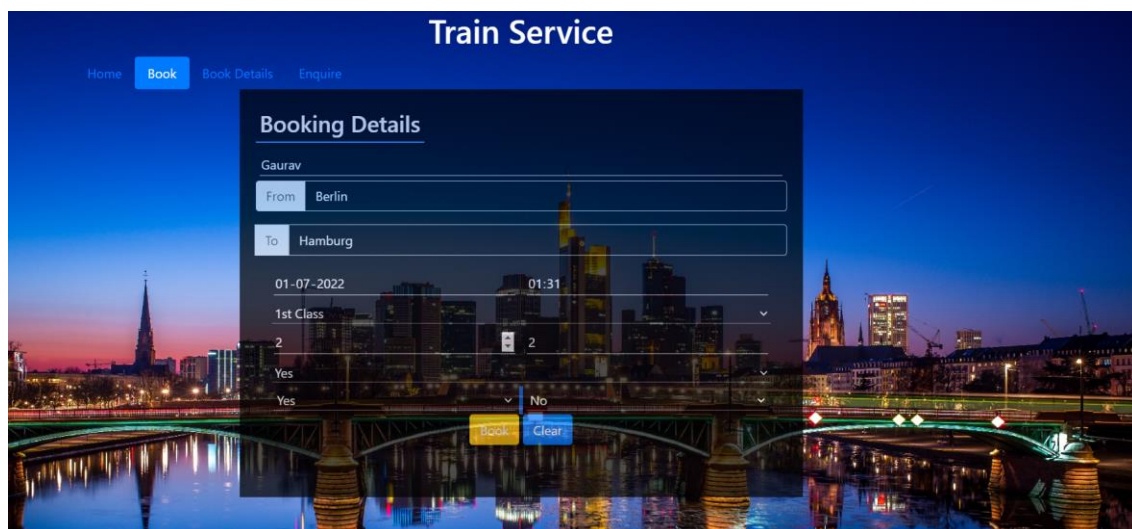 Train Service
Home Book Book Details Enquire
Booking Details
Gaurav
From Berlin
To Hamburg
01-07-2022 01:31
1st Class
2 2
Yes
Yes No
Book Clear